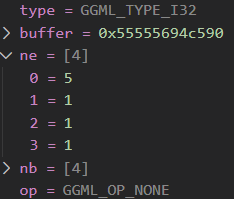 type = GGML_TYPE_I32
buffer = 0x55555694c590
ne = [4]
0 = 5
1 = 1
2 = 1
3 = 1
nb = [4]
op = GGML_OP_NONE